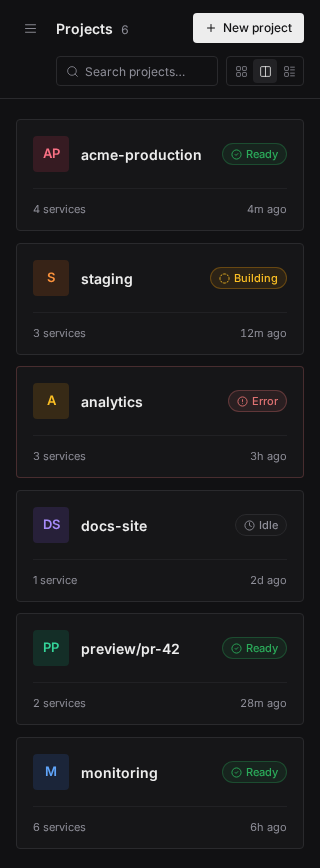 Projects 6
New project
Search projects...
AP acme-production Ready
4 services 4m ago
S staging Building
3 services 12m ago
A analytics Error
3 services 3h ago
DS docs-site Idle
1 service 2d ago
PP preview/pr-42 Ready
2 services 28m ago
M monitoring Ready
6 services 6h ago